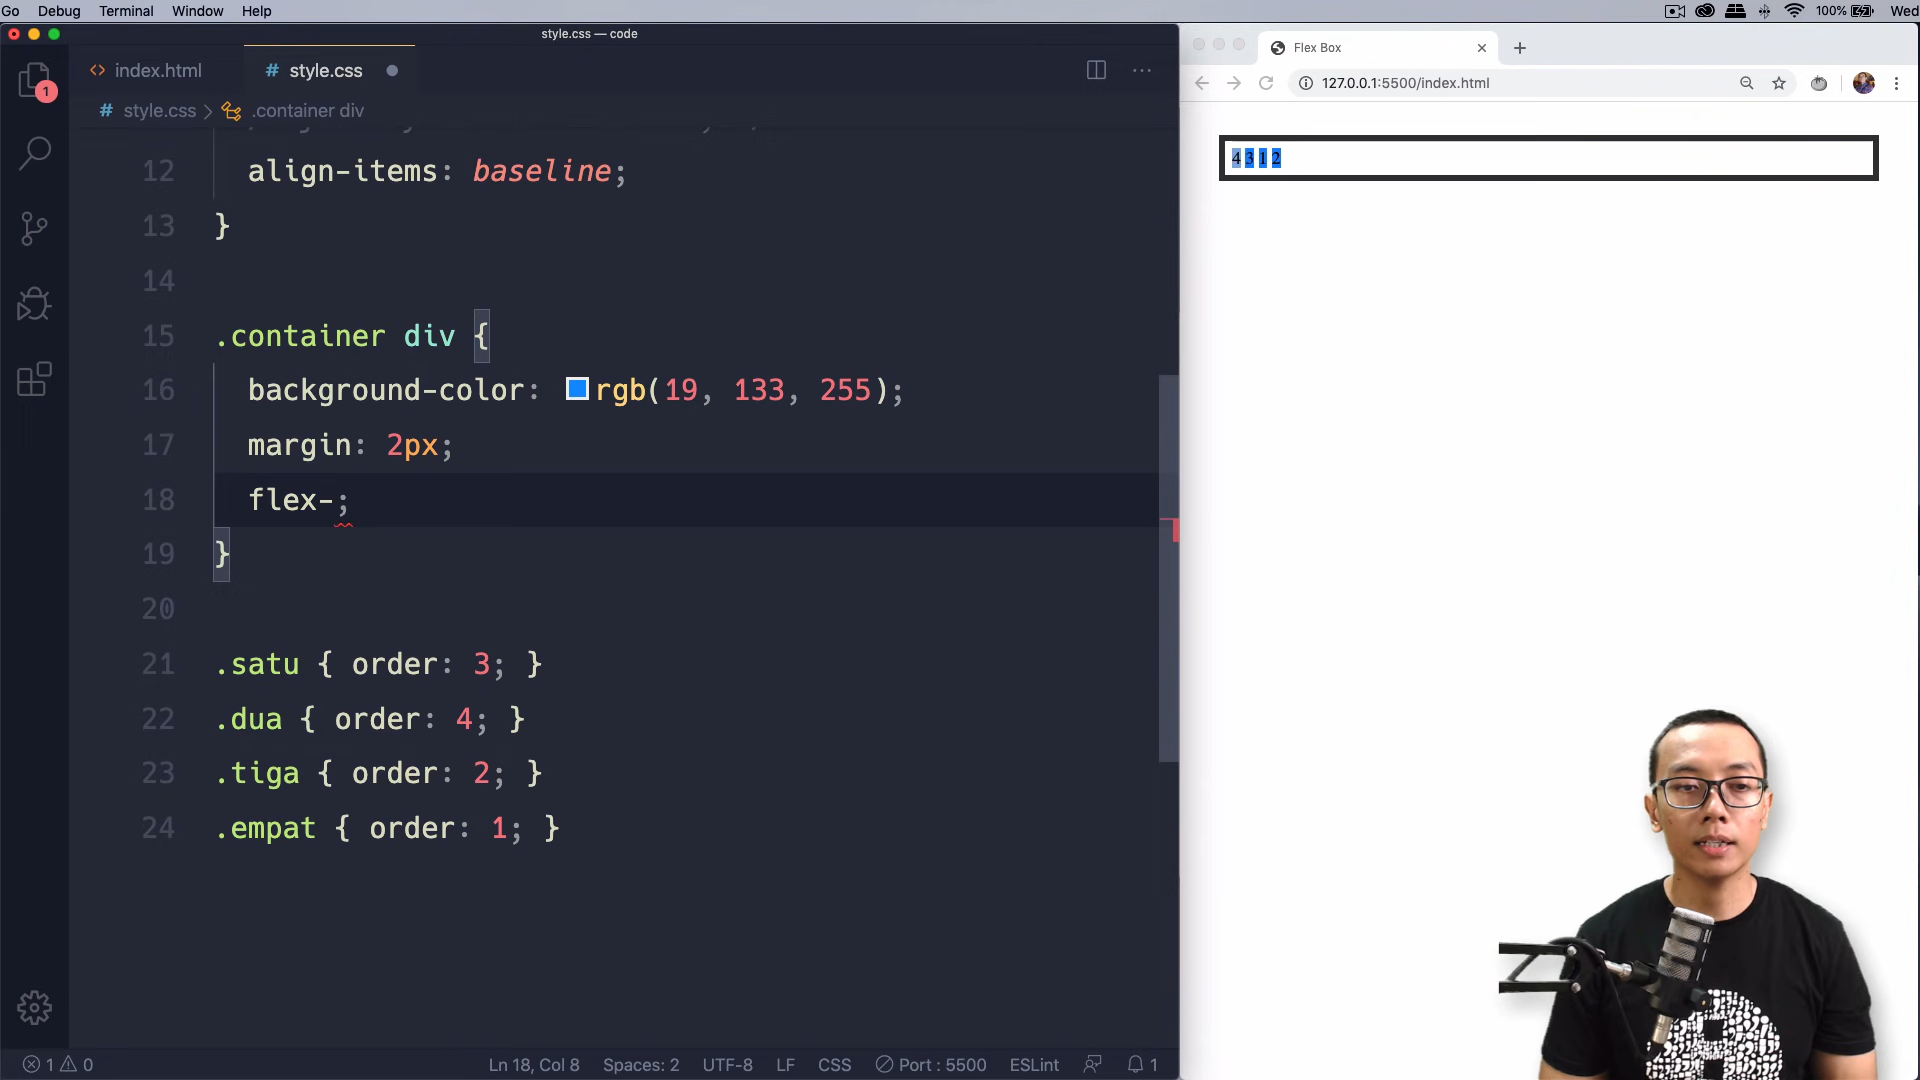 Go Debug Terminal Window Help 100% Wed
style.css — code
index.html # style.css
Flex Box
# style.css > .container div
127.0.0.1:5500/index.html
12 align-items: baseline;
13 }
14
15 .container div {
16 background-color: rgb(19, 133, 255);
17 margin: 2px;
18 flex-;
19 }
20
21 .satu { order: 3; }
22 .dua { order: 4; }
23 .tiga { order: 2; }
24 .empat { order: 1; }
1
1 0 Ln 18, Col 8 Spaces: 2 UTF-8 LF CSS Port : 5500 ESLint 1
4 3 1 2